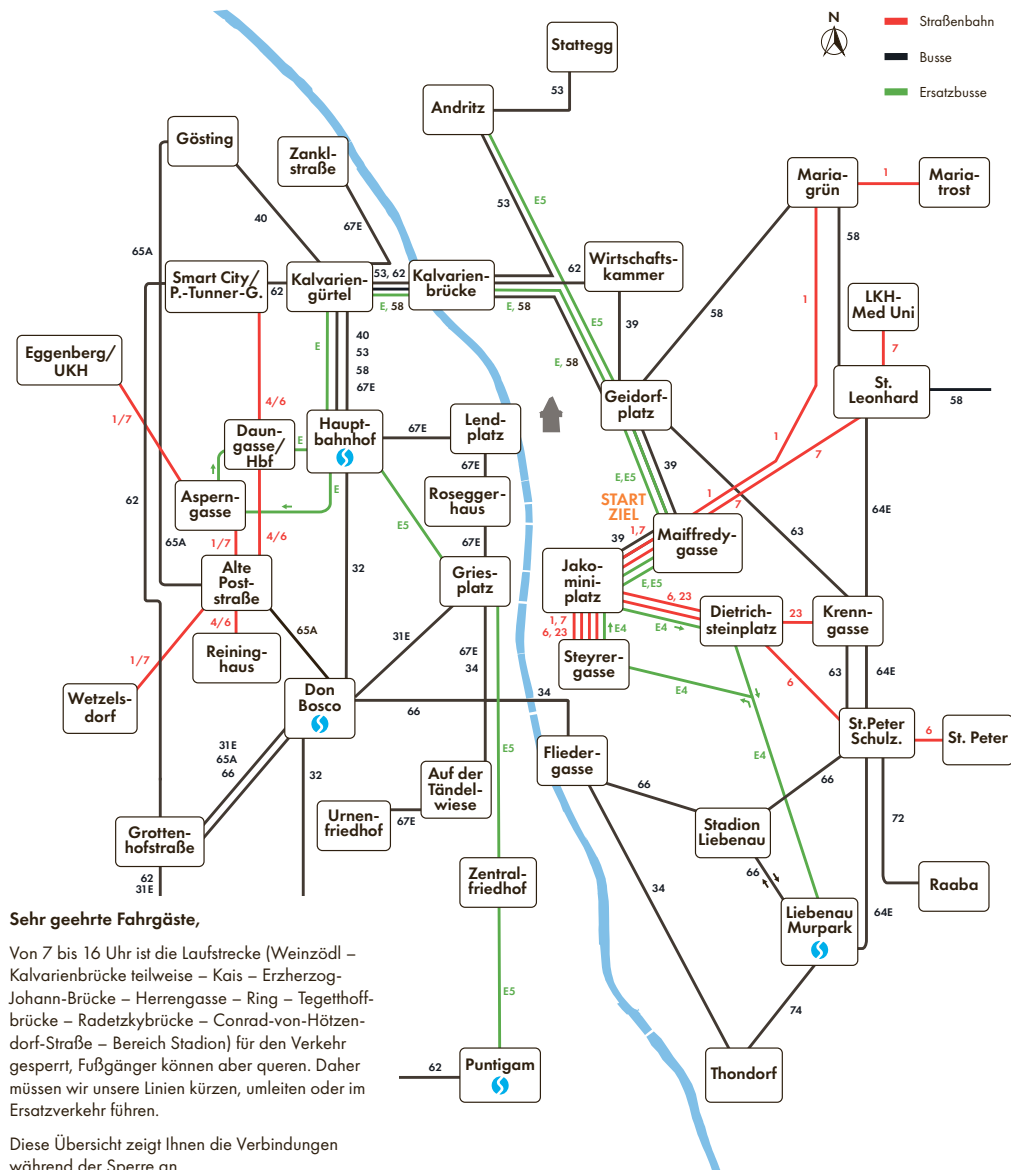 N
Straßenbahn
Busse
Ersatzbusse
Stattegg
53
Andritz
Gösting
Zankl-
straße
Maria-
grün
1
Maria-
trost
40
67E
53
E5
58
65A
Smart City/
P.-Tunner-G.
62
Kalvarien-
gürtel
53, 62
Kalvarien-
brücke
62
Wirtschafts-
kammer
E, 58
E, 58
E5
39
58
1
LKH-
Med Uni
7
Eggenberg/
UKH
E
40
53
58
67E
E, 58
St.
Leonhard
58
Geidorf-
platz
1/7
4/6
Daun-
gasse/
Hbf
E
Haupt-
bahnhof
67E
Lend-
platz
67E
39
1
7
E,E5
Aspern-
gasse
E
Rosegger-
haus
START
ZIEL
1
7
64E
62
65A
1/7
4/6
E5
67E
1,7
39
Maiffredy-
gasse
63
Alte
Post-
straße
32
Gries-
platz
Jako-
mini-
platz
E,E5
6, 23
Dietrich-
steinplatz
23
Krenn-
gasse
4/6
65A
31E
67E
34
1, 7
6, 23
E4
E4
Reining-
haus
Steyrer-
gasse
1/7
E4
6
63
64E
Wetzels-
dorf
Don
Bosco
66
34
St.Peter
Schulz.
6
St. Peter
31E
65A
66
32
E5
Flieder-
gasse
E4
66
Auf der
Tändel-
wiese
66
Urnen-
friedhof
67E
Stadion
Liebenau
72
Grotten-
hofstraße
66
62
31E
Zentral-
friedhof
34
Raaba
Liebenau
Murpark
64E
E5
74
62
Puntigam
Thondorf
Sehr geehrte Fahrgäste,
Von 7 bis 16 Uhr ist die Laufstrecke (Weinzödl –
Kalvarienbrücke teilweise – Kais – Erzherzog-
Johann-Brücke – Herrengasse – Ring – Tegetthoff-
brücke – Radetzkybrücke – Conrad-von-Hötzen-
dorf-Straße – Bereich Stadion) für den Verkehr
gesperrt, Fußgänger können aber queren. Daher
müssen wir unsere Linien kürzen, umleiten oder im
Ersatzverkehr führen.
Diese Übersicht zeigt Ihnen die Verbindungen
während der Sperre an.